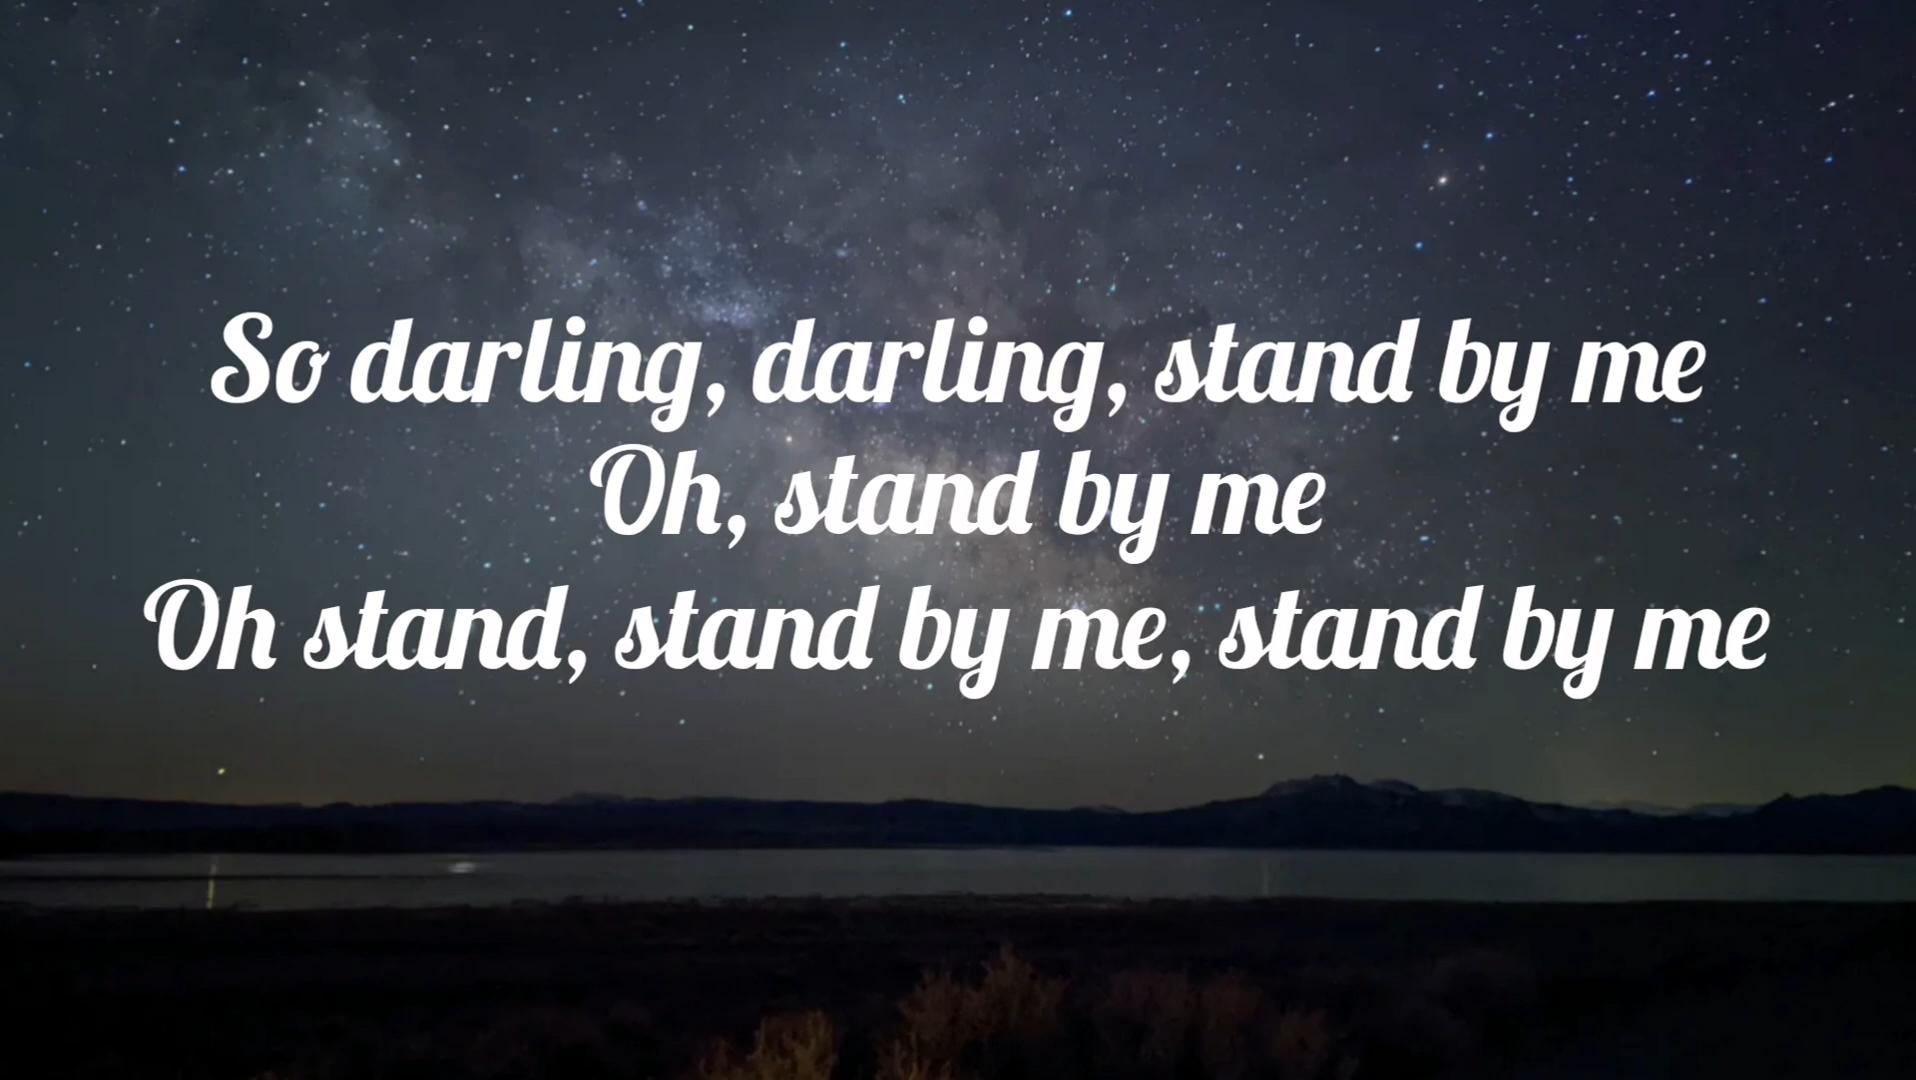 So darling, darling, stand by me
Oh, stand by me
Oh stand, stand by me, stand by me